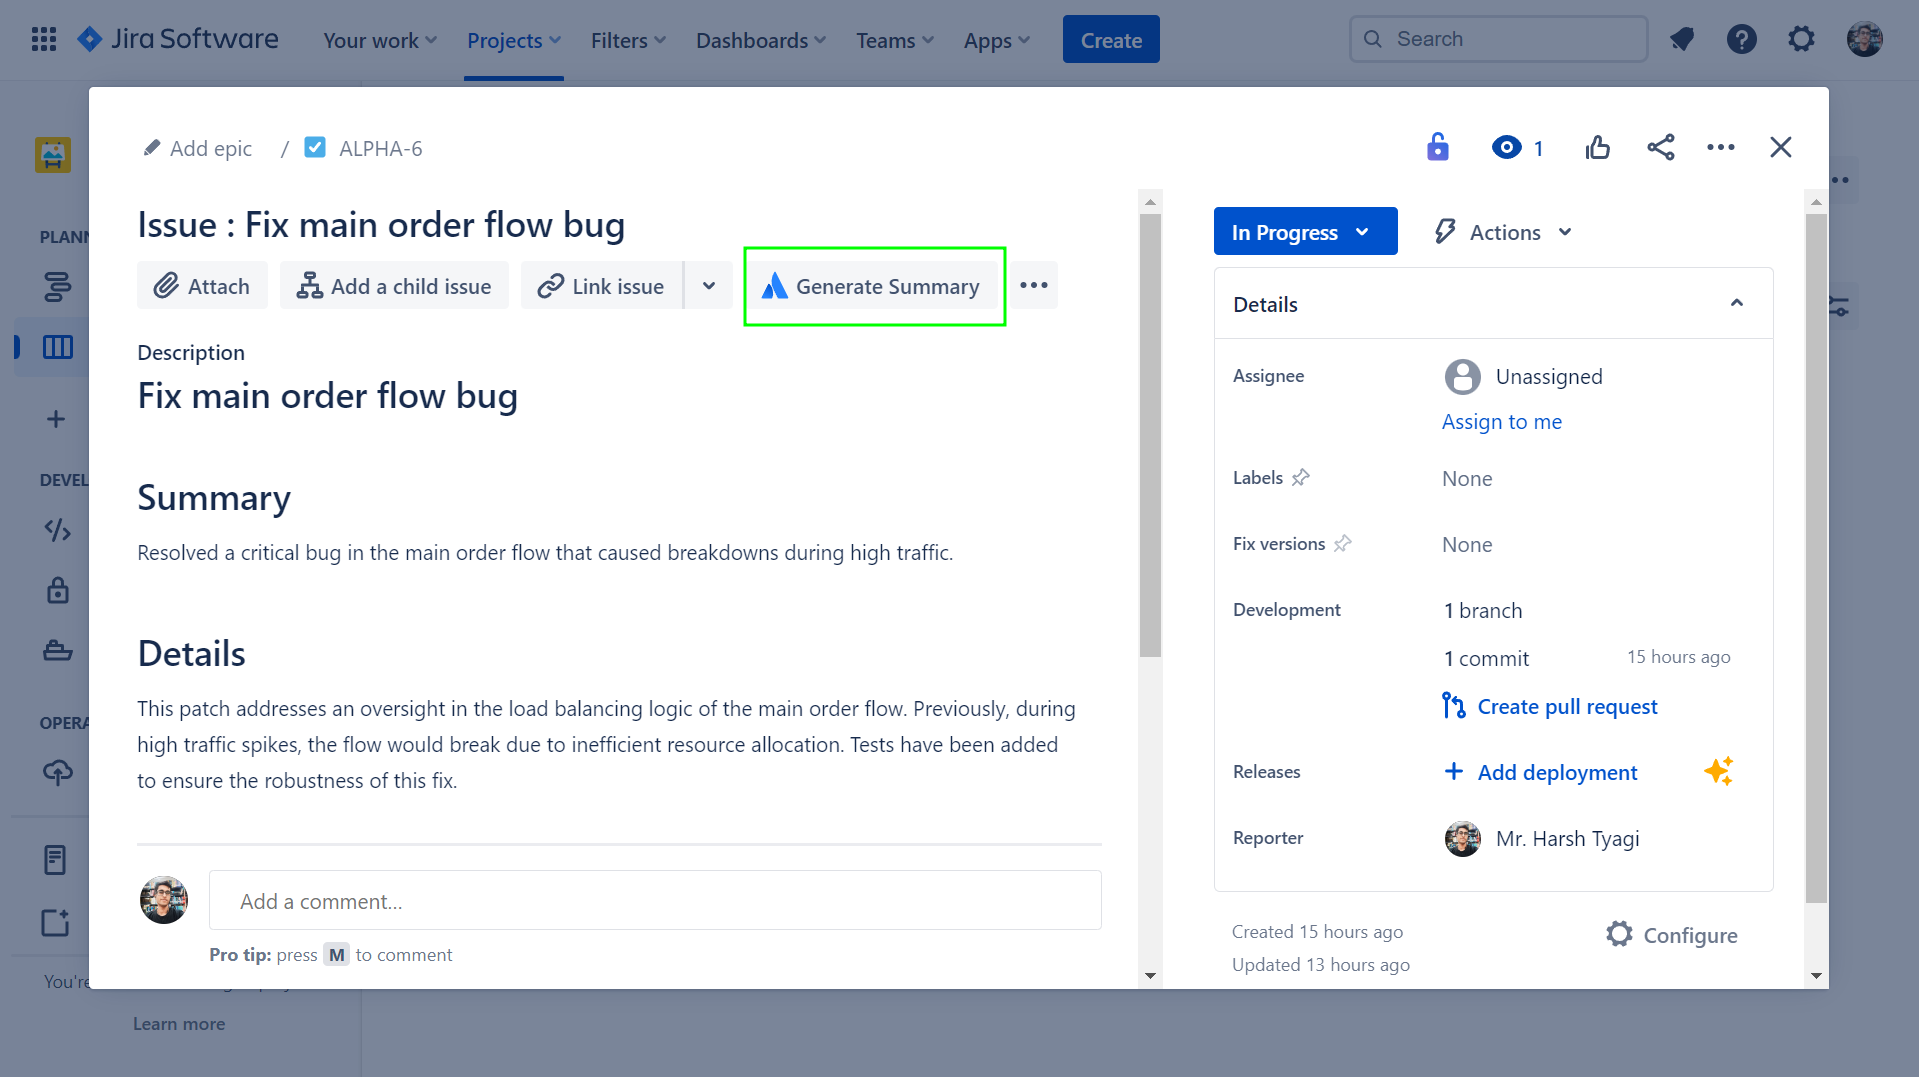 Jira Software
Your work
Projects
Filters
Dashboards
Teams
Apps
Create
Search
Add epic / ALPHA-6
1
PLANN
DEVEL
OPERA
You're
Learn more
Issue : Fix main order flow bug
Attach
Add a child issue
Link issue
Generate Summary
Description
Fix main order flow bug
Summary
Resolved a critical bug in the main order flow that caused breakdowns during high traffic.
Details
This patch addresses an oversight in the load balancing logic of the main order flow. Previously, during
high traffic spikes, the flow would break due to inefficient resource allocation. Tests have been added
to ensure the robustness of this fix.
Add a comment...
Pro tip: press M to comment
In Progress
Actions
Details
Assignee
Unassigned
Assign to me
Labels
None
Fix versions
None
Development
1 branch
1 commit
15 hours ago
Create pull request
Releases
+ Add deployment
Reporter
Mr. Harsh Tyagi
Created 15 hours ago
Updated 13 hours ago
Configure